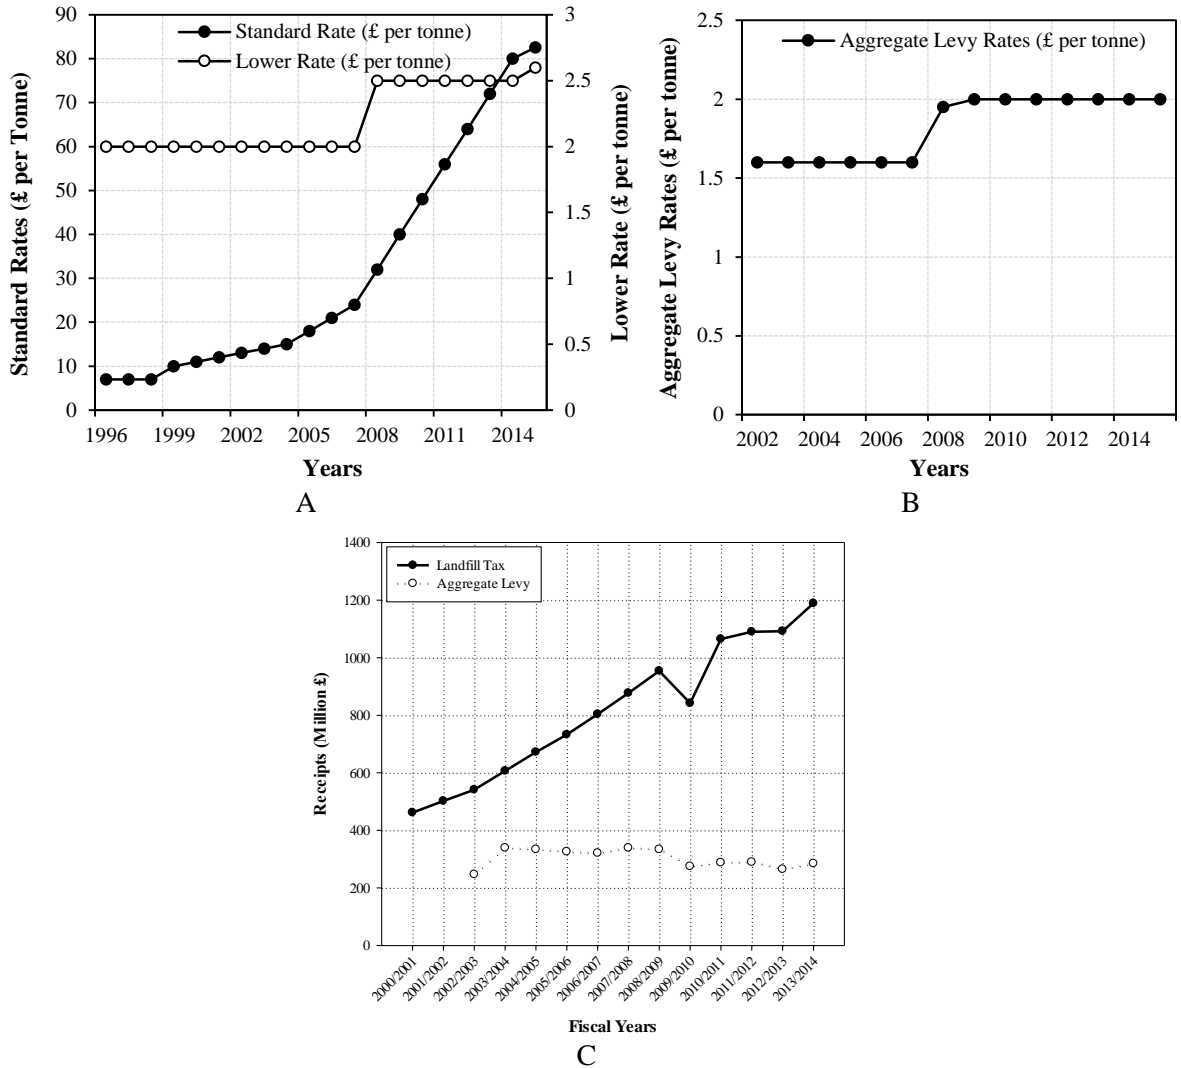 90
80
70
60
50
40
30
20
10
0
Standard Rates (£ per Tonne)
Standard Rate (£ per tonne)
Lower Rate (£ per tonne)
3
2.5
2
1.5
1
0.5
0
Lower Rate (£ per tonne)
1996 1999 2002 2005 2008 2011 2014
Years
A
2.5
2
1.5
1
0.5
0
Aggregate Levy Rates (£ per tonne)
Aggregate Levy Rates (£ per tonne)
2002 2004 2006 2008 2010 2012 2014
Years
B
1400
1200
1000
800
600
400
200
0
Receipts (Million £)
Landfill Tax
Aggregate Levy
2000/2001 2001/2002 2002/2003 2003/2004 2004/2005 2005/2006 2006/2007 2007/2008 2008/2009 2009/2010 2010/2011 2011/2012 2012/2013 2013/2014
Fiscal Years
C